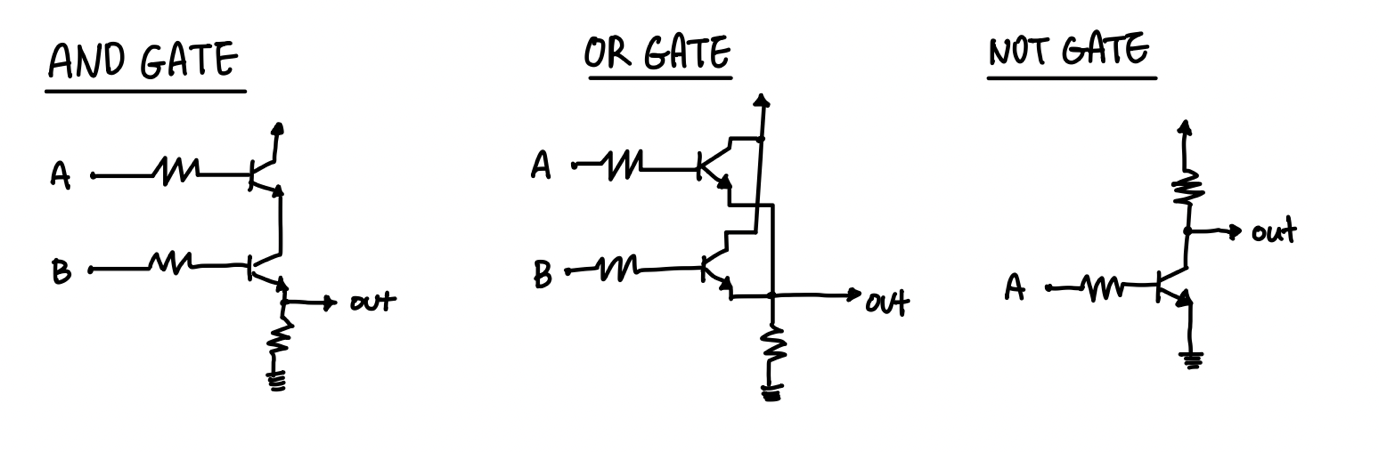 AND GATE
A
B
out
OR GATE
A
B
out
NOT GATE
A
out